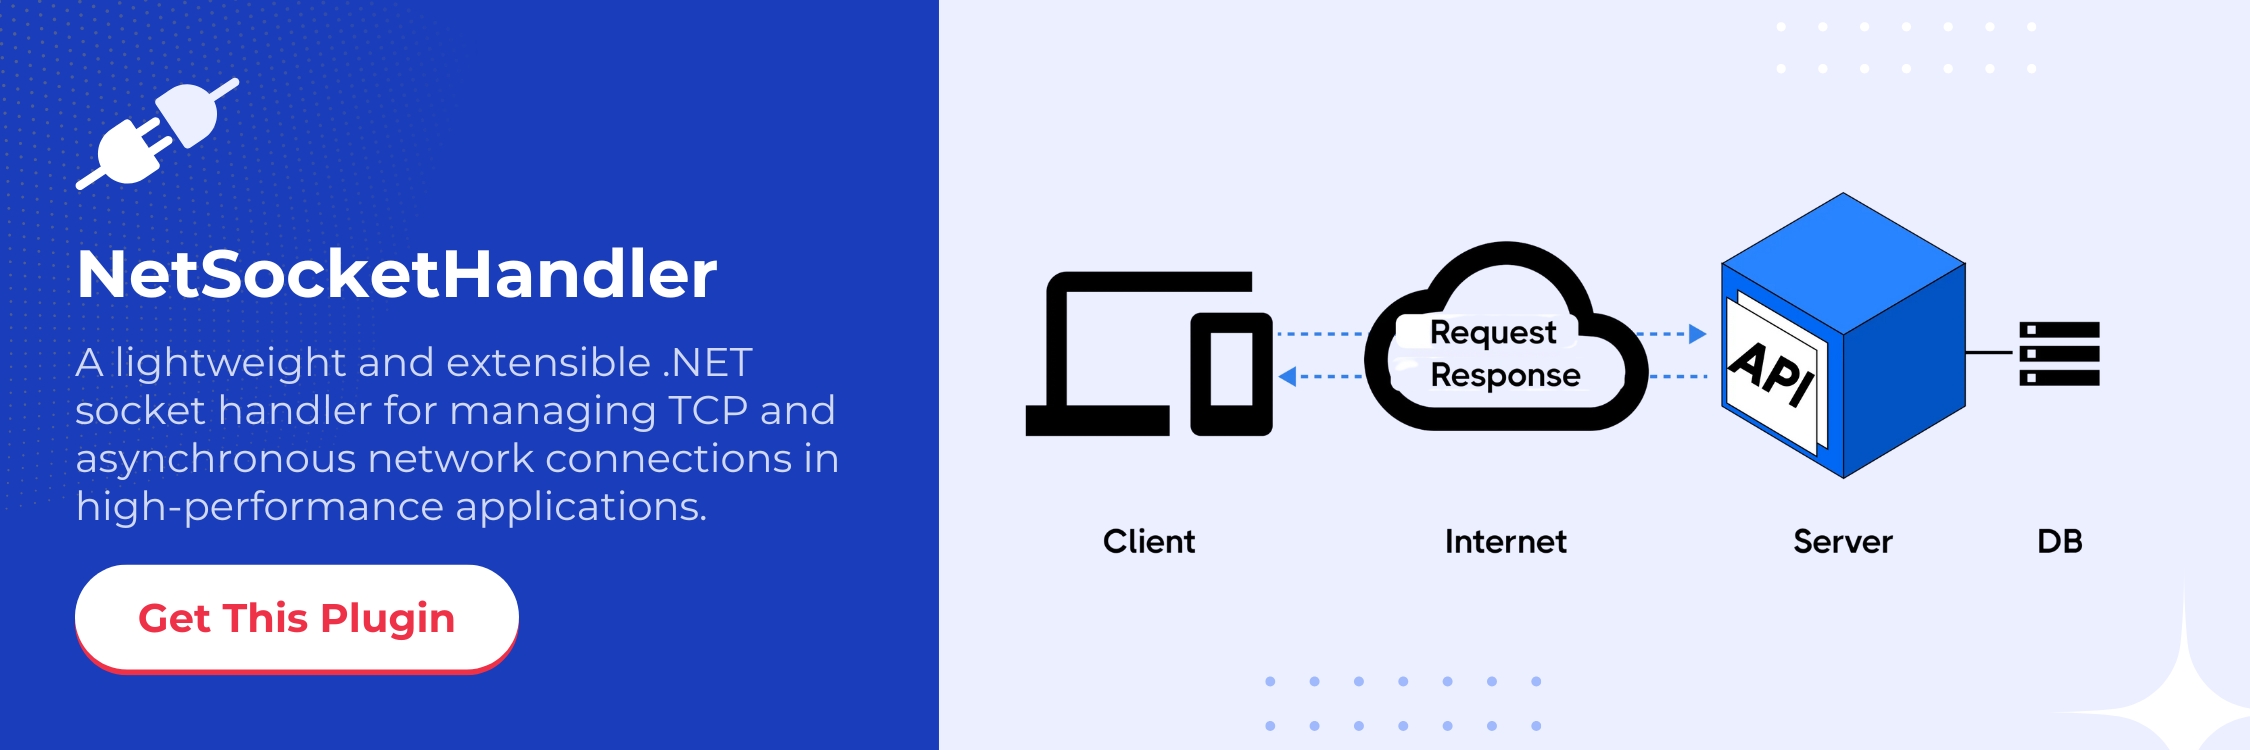 NetSocketHandler
A lightweight and extensible .NET
socket handler for managing TCP and
asynchronous network connections in
high-performance applications.
Get This Plugin
Request
Response
API
Client
Internet
Server
DB